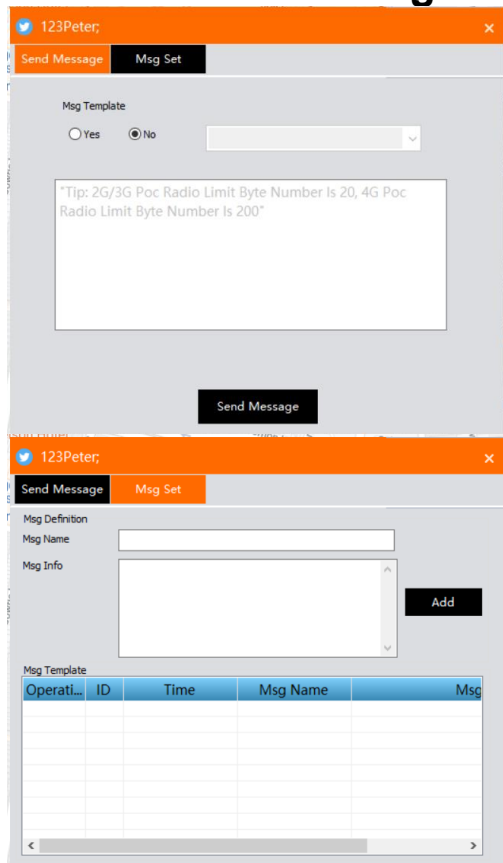 123Peter;
Send Message Msg Set
Msg Template
Yes No
"Tip: 2G/3G Poc Radio Limit Byte Number Is 20, 4G Poc
Radio Limit Byte Number Is 200"
Send Message
123Peter;
Send Message Msg Set
Msg Definition
Msg Name
Msg Info
Add
Msg Template
Operati... ID Time Msg Name Msg